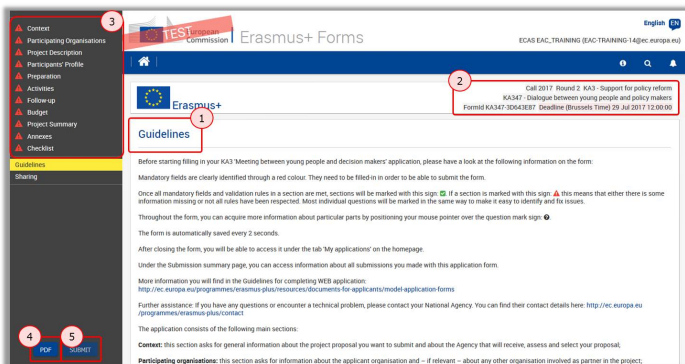 3
Context
Participating Organisations
Project Description
Participants' Profile
Preparation
Activities
Follow-up
Budget
Project Summary
Annexes
Checklist
Guidelines
Sharing
4
5
PDF
SUBMIT
TEST
European
Commission
Erasmus+ Forms
English EN
ECAS EAC_TRAINING (EAC-TRAINING-14@ec.europa.eu)
2
Erasmus+
Call 2017 Round 2 KA3 - Support for policy reform
KA347 - Dialogue between young people and policy makers
FormId KA347-3D643E87 Deadline (Brussels Time) 29 Jul 2017 12:00:00
1
Guidelines
Before starting filling in your KA3 'Meeting between young people and decision makers' application, please have a look at the following information on the form:
Mandatory fields are clearly identified through a red colour. They need to be filled-in in order to be able to submit the form.
Once all mandatory fields and validation rules in a section are met, sections will be marked with this sign: If a section is marked with this sign: this means that either there is some
information missing or not all rules have been respected. Most individual questions will be marked in the same way to make it easy to identify and fix issues.
Throughout the form, you can acquire more information about particular parts by positioning your mouse pointer over the question mark sign:
The form is automatically saved every 2 seconds.
After closing the form, you will be able to access it under the tab 'My applications' on the homepage.
Under the Submission summary page, you can access information about all submissions you made with this application form.
More information you will find in the Guidelines for completing WEB application:
http://ec.europa.eu/programmes/erasmus-plus/resources/documents-for-applicants/model-application-forms
Further assistance: If you have any questions or encounter a technical problem, please contact your National Agency. You can find their contact details here: http://ec.europa.eu
/programmes/erasmus-plus/contact
The application consists of the following main sections:
Context: this section asks for general information about the project proposal you want to submit and about the Agency that will receive, assess and select your proposal;
Participating organisations: this section asks for information about the applicant organisation and – if relevant – about any other organisation involved as partner in the project;